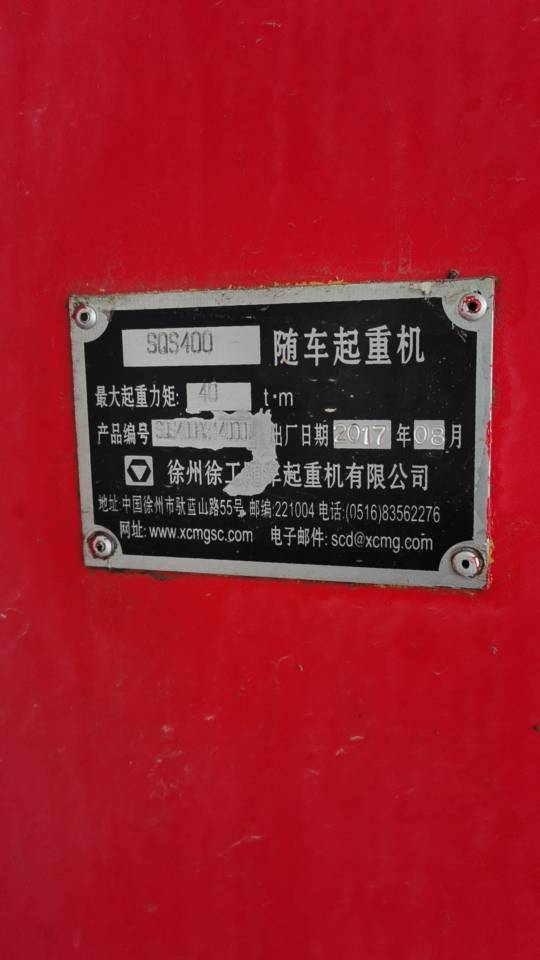 SQS400 随车起重机
最大起重力矩: 40 t·m
产品编号 出厂日期 2017 年 08 月
徐州徐工随车起重机有限公司
地址:中国徐州市驮蓝山路55号 邮编:221004 电话:(0516)83562276
网址:www.xcmgsc.com 电子邮件:scd@xcmg.com